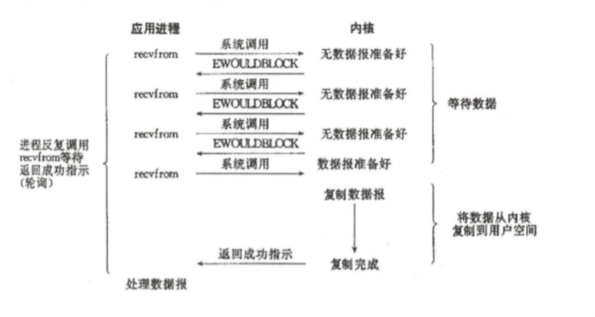 应用进程
内核
recvfrom
系统调用
无数据报准备好
EWOULDBLOCK
recvfrom
系统调用
无数据报准备好
EWOULDBLOCK
等待数据
recvfrom
系统调用
无数据报准备好
EWOULDBLOCK
进程反复调用
recvfrom等待
返回成功指示
(轮询)
recvfrom
系统调用
数据报准备好
复制数据报
将数据从内核
复制到用户空间
返回成功指示
复制完成
处理数据报